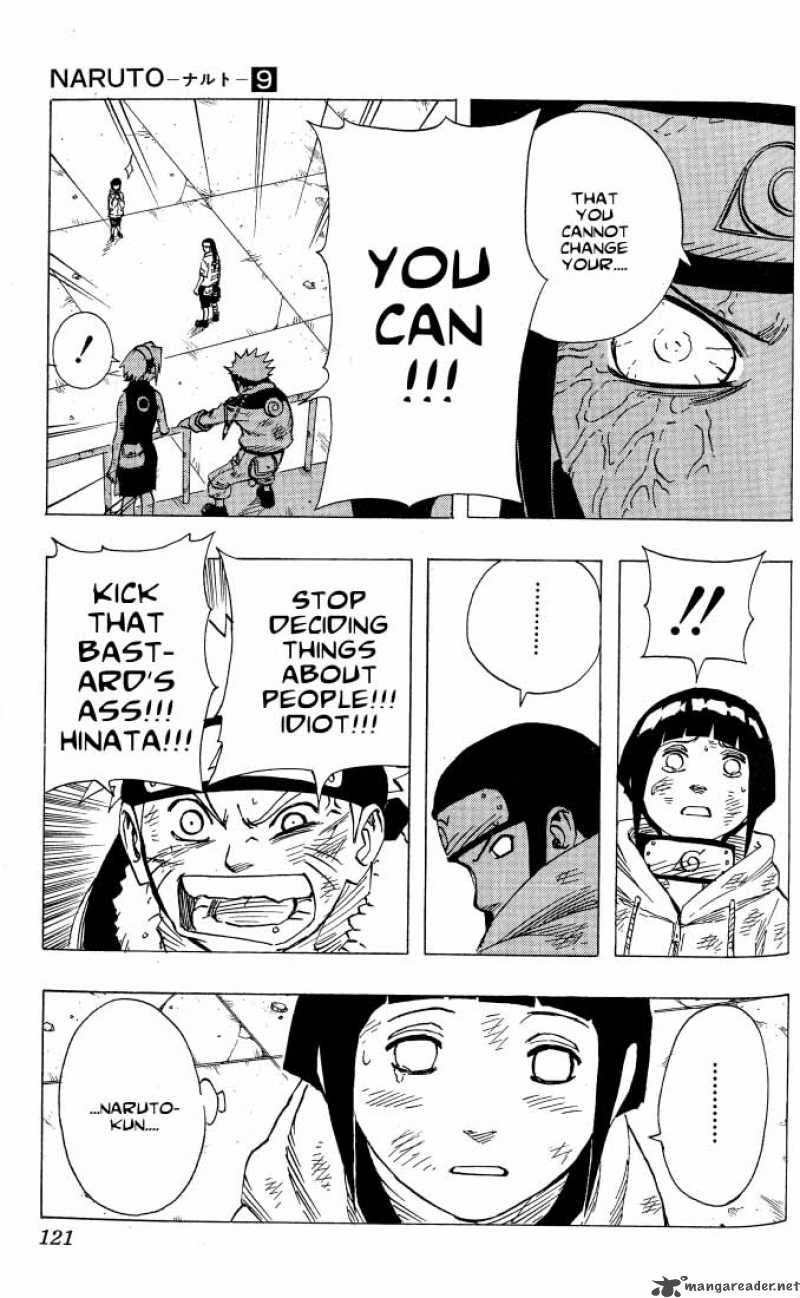 NARUTO—ナルト—9
THAT
YOU
CANNOT
CHANGE
YOUR....
YOU
CAN
!!!
!
!!
.........
STOP
DECIDING
THINGS
ABOUT
PEOPLE!!!
IDIOT!!!
KICK
THAT
BAST-
ARD'S
ASS!!!
HINATA!!!
.........
...NARUTO-
KUN....
121
mangareader.net